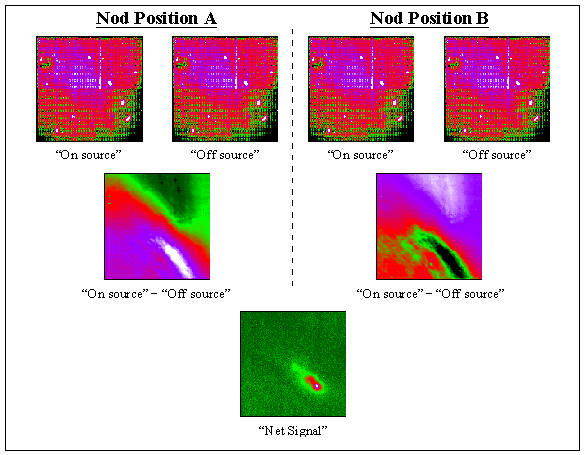 Nod Position A Nod Position B
“On source” “Off source” “On source” “Off source”
“On source” – “Off source” “On source” – “Off source”
“Net Signal”